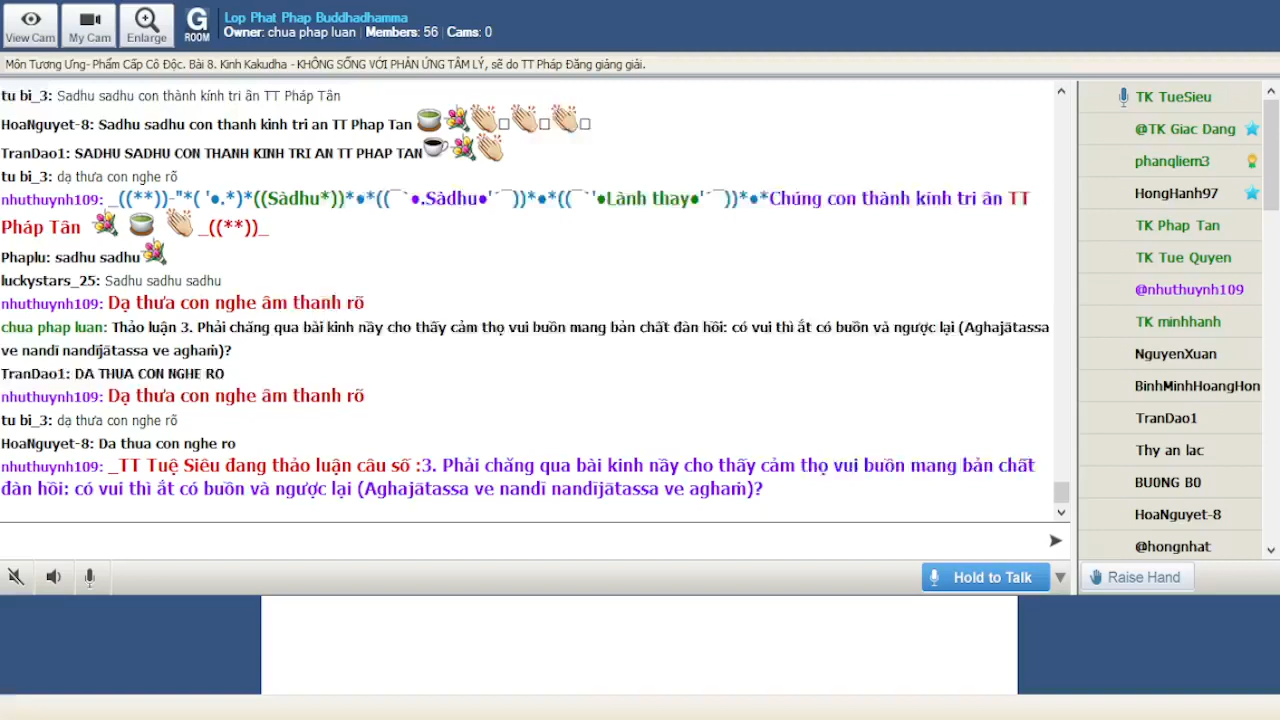 View Cam
My Cam
Enlarge
G
ROOM
Lop Phat Phap Buddhadhamma
Owner: chua phap luan | Members: 56 | Cams: 0
Môn Tương Ưng- Phẩm Cấp Cô Độc. Bài 8. Kinh Kakudha - KHÔNG SỐNG VỚI PHẢN ỨNG TÂM LÝ, sẽ do TT Pháp Đăng giảng giải.
tu bi_3: Sadhu sadhu con thành kính tri ân TT Pháp Tân
HoaNguyet-8: Sadhu sadhu con thanh kinh tri an TT Phap Tan
TranDao1: SADHU SADHU CON THANH KINH TRI AN TT PHAP TAN
tu bi_3: dạ thưa con nghe rõ
nhuthuynh109: _((**))-"*( '●.*)*((Sàdhu*))*●*((¯`●.Sàdhu●'´¯))*●*((¯`'●Lành thay●'´¯))*●*Chúng con thành kính tri ân TT
Pháp Tân _((**))_
Phaplu: sadhu sadhu
luckystars_25: Sadhu sadhu sadhu
nhuthuynh109: Dạ thưa con nghe âm thanh rõ
chua phap luan: Thảo luận 3. Phải chăng qua bài kinh nầy cho thấy cảm thọ vui buồn mang bản chất đàn hồi: có vui thì ắt có buồn và ngược lại (Aghajātassa
ve nandī nandījātassa ve aghaṁ)?
TranDao1: DA THUA CON NGHE RO
nhuthuynh109: Dạ thưa con nghe âm thanh rõ
tu bi_3: dạ thưa con nghe rõ
HoaNguyet-8: Da thua con nghe ro
nhuthuynh109: _TT Tuệ Siêu đang thảo luận câu số :3. Phải chăng qua bài kinh nầy cho thấy cảm thọ vui buồn mang bản chất
đàn hồi: có vui thì ắt có buồn và ngược lại (Aghajātassa ve nandī nandījātassa ve aghaṁ)?
Hold to Talk
TK TueSieu
@TK Giac Dang
phanqliem3
HongHanh97
TK Phap Tan
TK Tue Quyen
@nhuthuynh109
TK minhhanh
NguyenXuan
BinhMinhHoangHon
TranDao1
Thy an lac
BU0NG B0
HoaNguyet-8
@hongnhat
Raise Hand